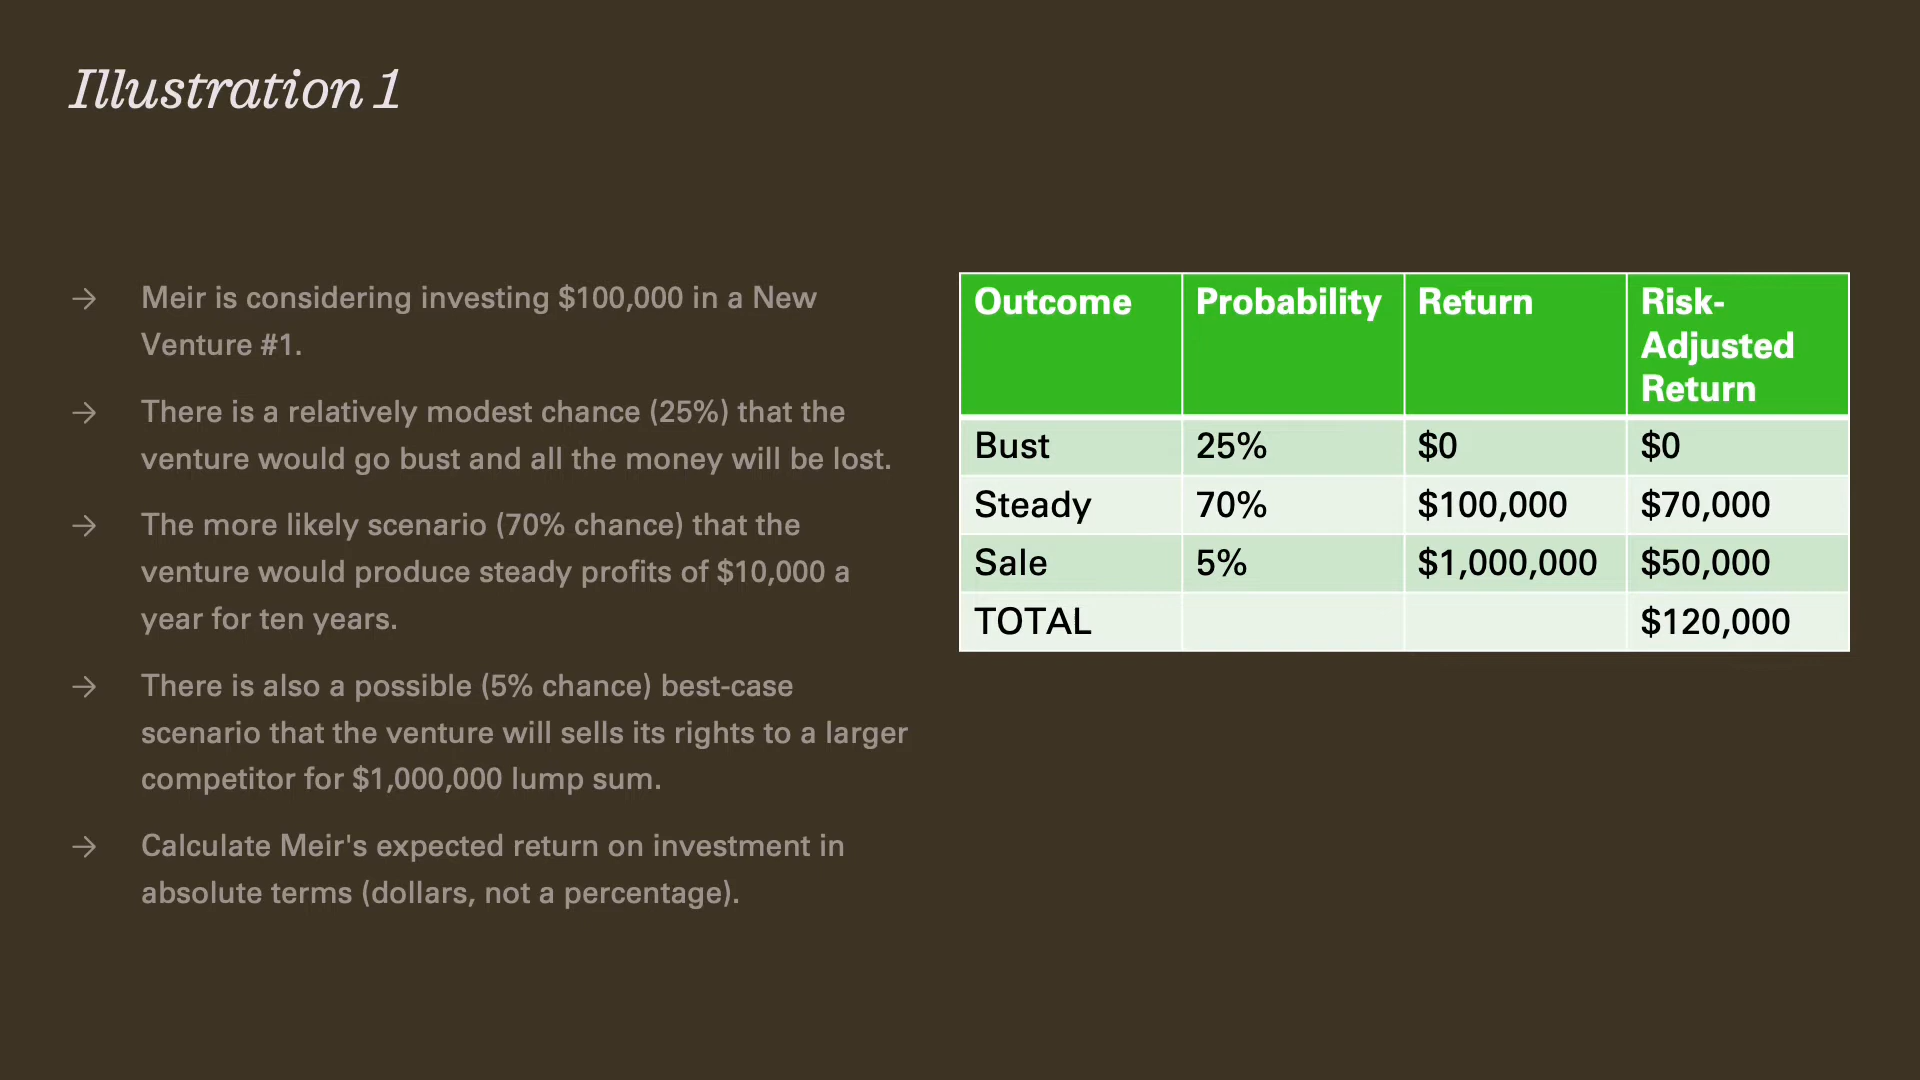 Illustration 1
→ Meir is considering investing $100,000 in a New
Venture #1.
→ There is a relatively modest chance (25%) that the
venture would go bust and all the money will be lost.
→ The more likely scenario (70% chance) that the
venture would produce steady profits of $10,000 a
year for ten years.
→ There is also a possible (5% chance) best-case
scenario that the venture will sells its rights to a larger
competitor for $1,000,000 lump sum.
→ Calculate Meir's expected return on investment in
absolute terms (dollars, not a percentage).
Outcome Probability Return Risk-
Adjusted
Return
Bust 25% $0 $0
Steady 70% $100,000 $70,000
Sale 5% $1,000,000 $50,000
TOTAL $120,000